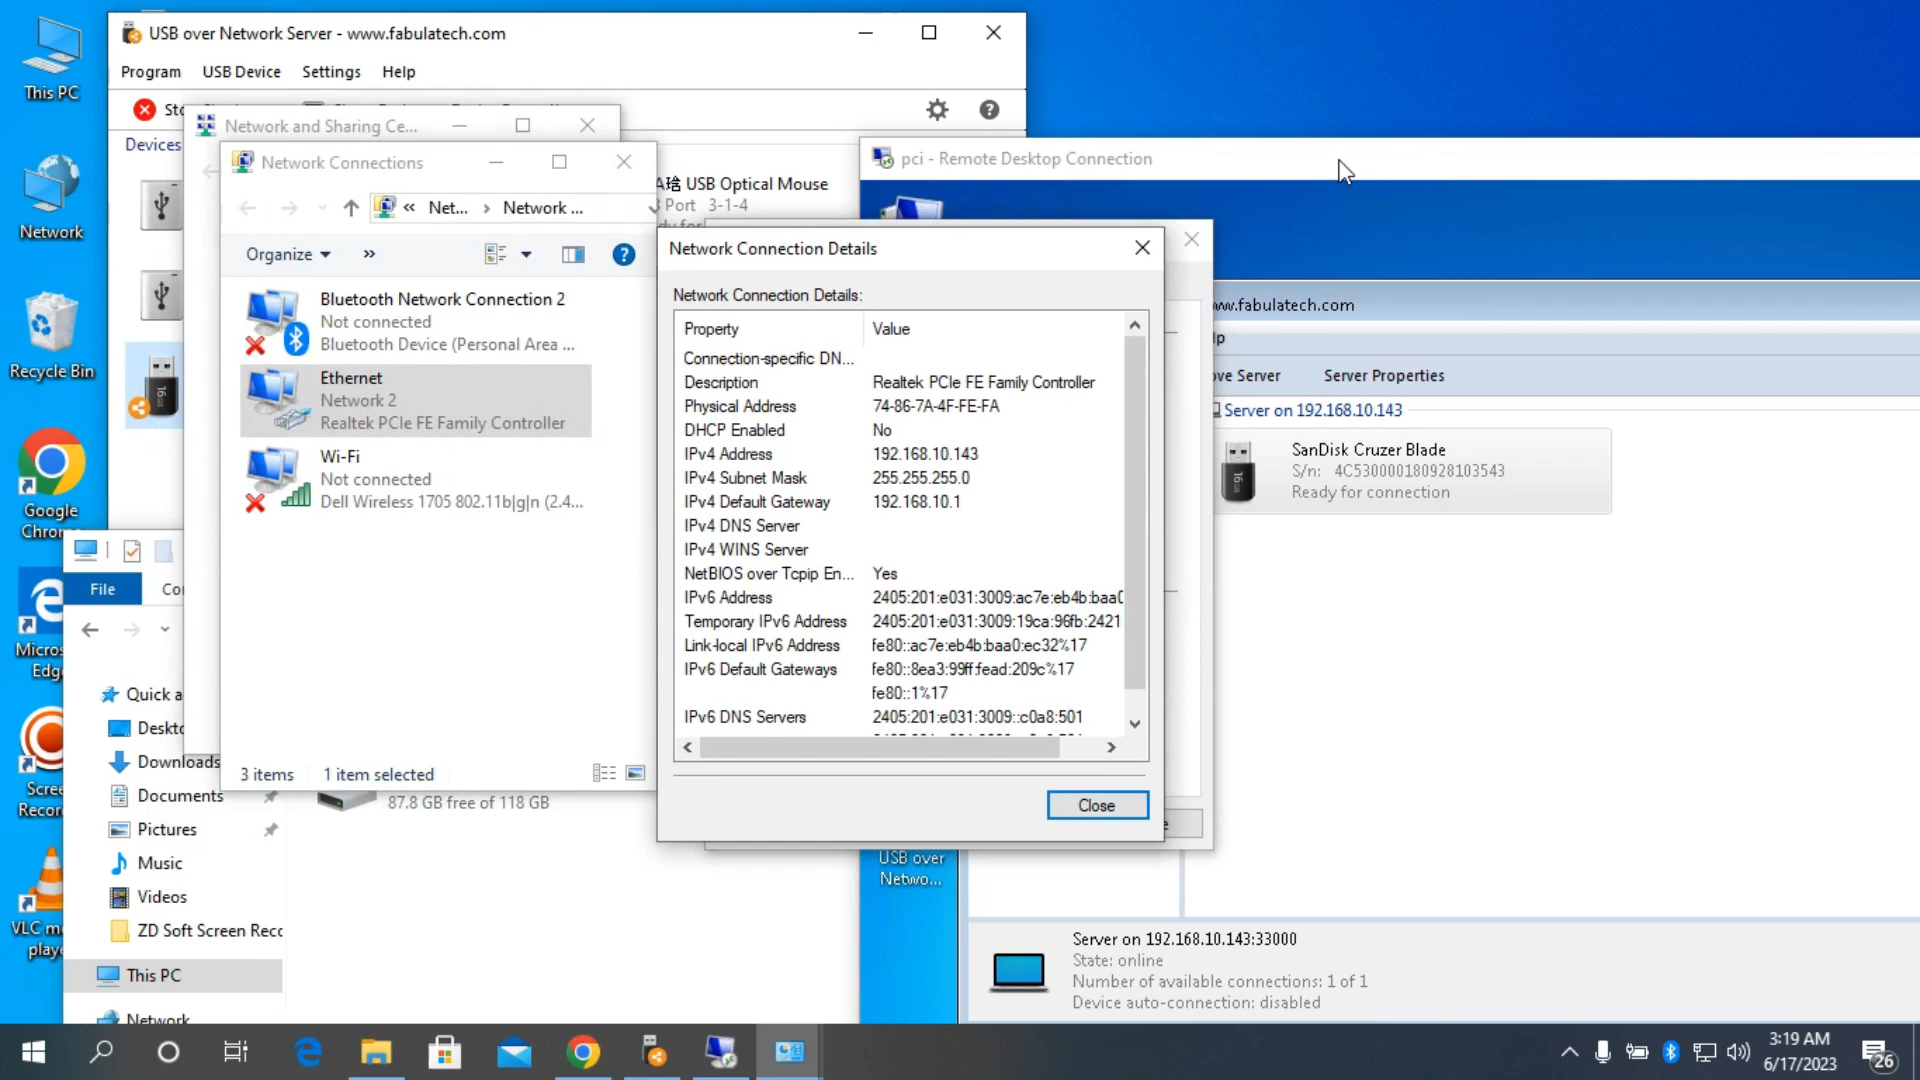 This PC
Network
Recycle Bin
Google
Chro
Micros
Edg
Scree
Recor
VLC me
playe
USB over Network Server - www.fabulatech.com
Program USB Device Settings Help
Devices
Network and Sharing Ce...
USB Optical Mouse
Port 3-1-4
Network Connections
« Net... › Network ...
Organize »
Bluetooth Network Connection 2
Not connected
Bluetooth Device (Personal Area ...
Ethernet
Network 2
Realtek PCIe FE Family Controller
Wi-Fi
Not connected
Dell Wireless 1705 802.11b|g|n (2.4...
3 items 1 item selected
File
Quick a
Deskto
Downloads
Documents
Pictures
Music
Videos
ZD Soft Screen Recc
This PC
Network
87.8 GB free of 118 GB
Network Connection Details
Network Connection Details:
Property Value
Connection-specific DN...
Description Realtek PCIe FE Family Controller
Physical Address 74-86-7A-4F-FE-FA
DHCP Enabled No
IPv4 Address 192.168.10.143
IPv4 Subnet Mask 255.255.255.0
IPv4 Default Gateway 192.168.10.1
IPv4 DNS Server
IPv4 WINS Server
NetBIOS over Tcpip En... Yes
IPv6 Address 2405:201:e031:3009:ac7e:eb4b:baa0
Temporary IPv6 Address 2405:201:e031:3009:19ca:96fb:2421
Link-local IPv6 Address fe80::ac7e:eb4b:baa0:ec32%17
IPv6 Default Gateways fe80::8ea3:99ff:fead:209c%17
fe80::1%17
IPv6 DNS Servers 2405:201:e031:3009::c0a8:501
Close
pci - Remote Desktop Connection
ww.fabulatech.com
lp
ove Server Server Properties
Server on 192.168.10.143
SanDisk Cruzer Blade
S/n: 4C530000180928103543
Ready for connection
USB over
Netwo...
Server on 192.168.10.143:33000
State: online
Number of available connections: 1 of 1
Device auto-connection: disabled
3:19 AM
6/17/2023
26